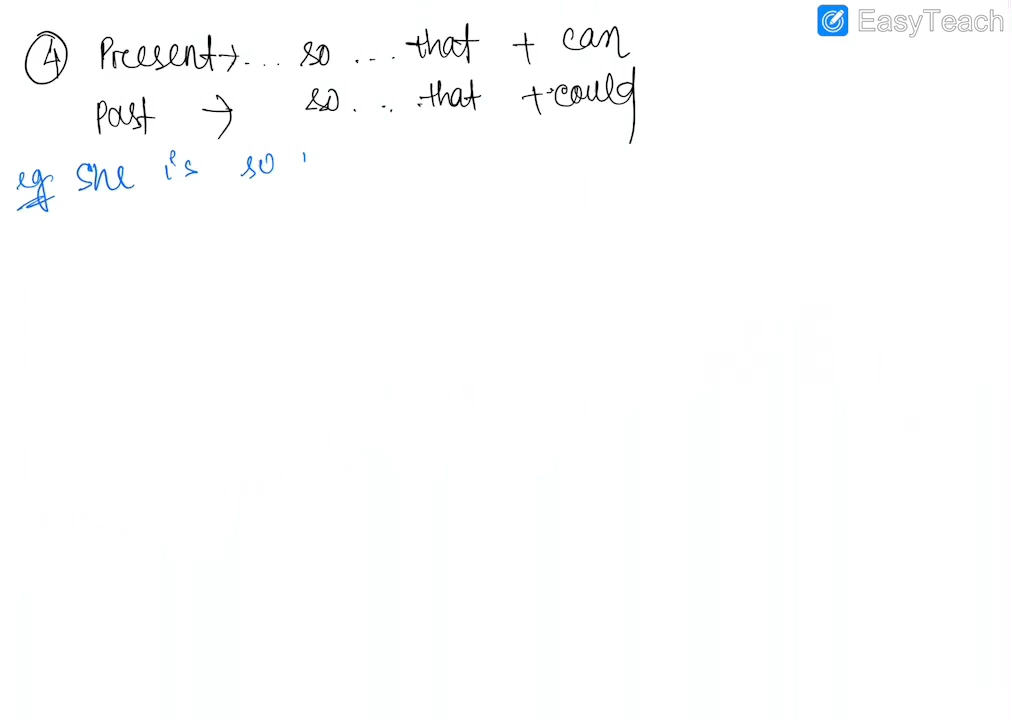 EasyTeach
④ Present → ... so ... that + can
Past → so ... that + could
eg She is so